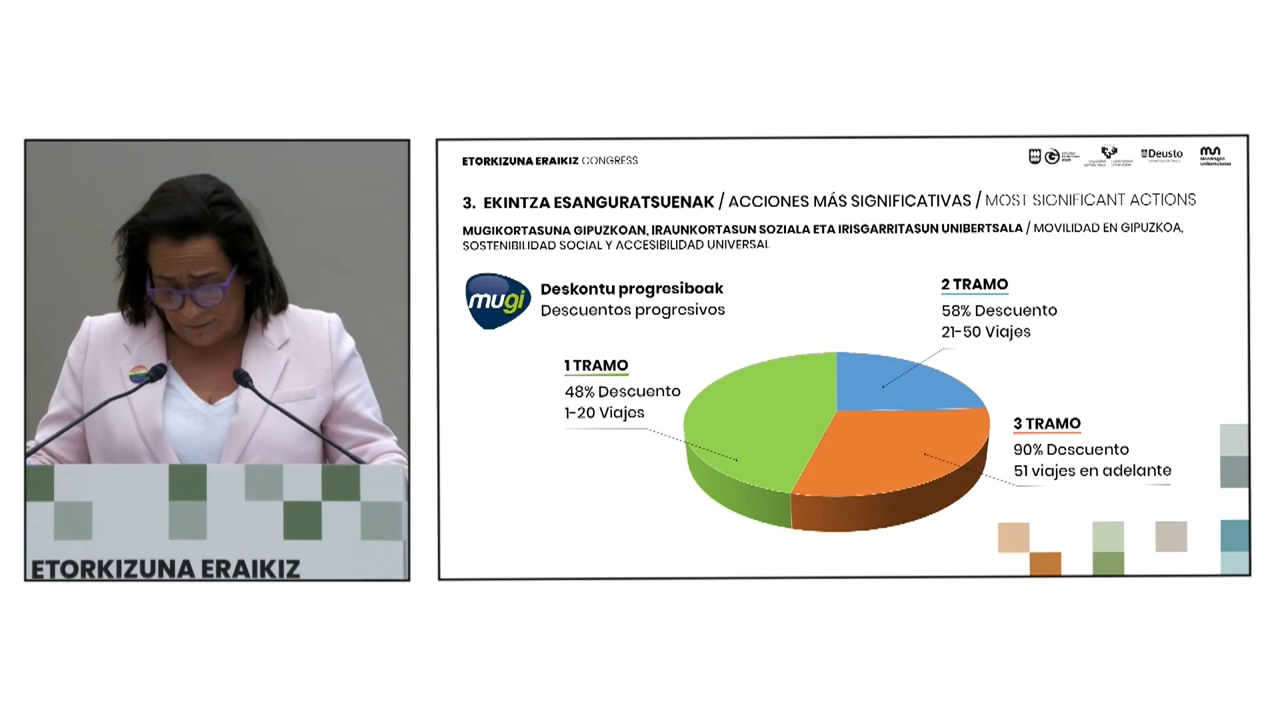 ETORKIZUNA ERAIKIZ CONGRESS
Deusto
3. EKINTZA ESANGURATSUENAK / ACCIONES MÁS SIGNIFICATIVAS / MOST SIGNIFICANT ACTIONS
MUGIKORTASUNA GIPUZKOAN, IRAUNKORTASUN SOZIALA ETA IRISGARRITASUN UNIBERTSALA / MOVILIDAD EN GIPUZKOA,
SOSTENIBILIDAD SOCIAL Y ACCESIBILIDAD UNIVERSAL
mugi
Deskontu progresiboak
Descuentos progresivos
2 TRAMO
58% Descuento
21-50 Viajes
1 TRAMO
48% Descuento
1-20 Viajes
3 TRAMO
90% Descuento
51 viajes en adelante
ETORKIZUNA ERAIKIZ